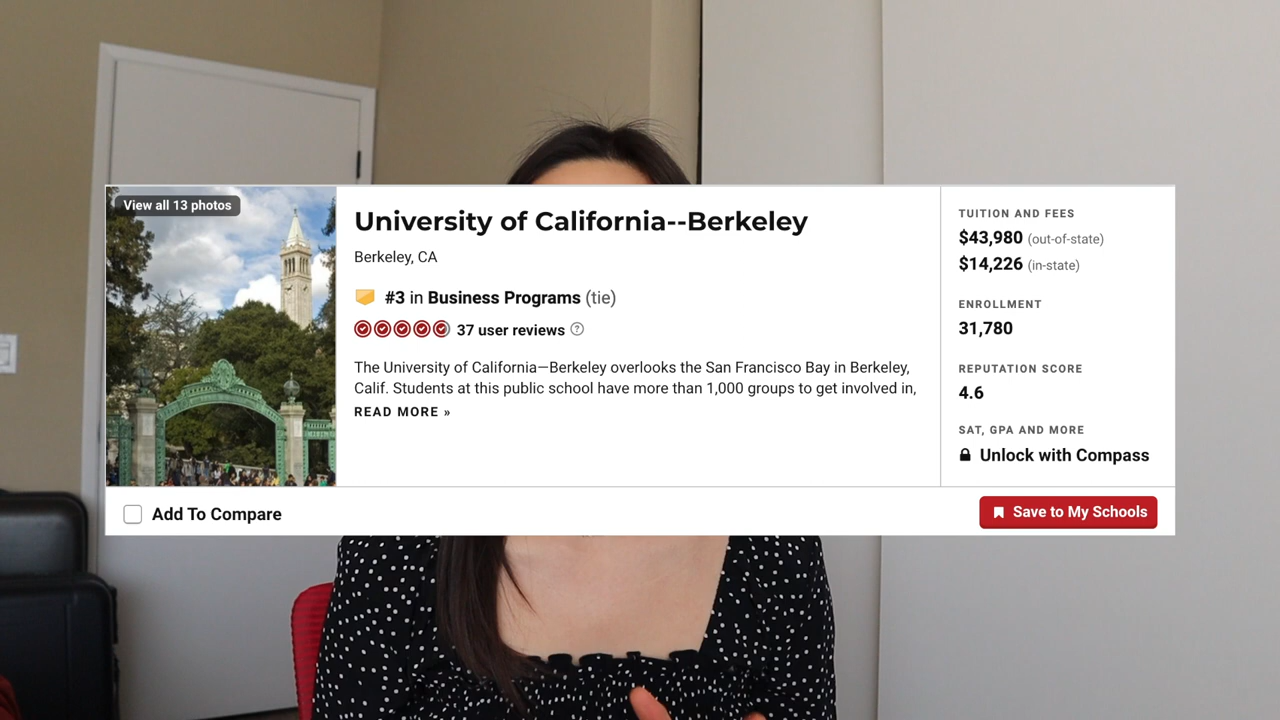 View all 13 photos
University of California--Berkeley
Berkeley, CA
#3 in Business Programs (tie)
37 user reviews ?
The University of California—Berkeley overlooks the San Francisco Bay in Berkeley,
Calif. Students at this public school have more than 1,000 groups to get involved in,
READ MORE »
TUITION AND FEES
$43,980 (out-of-state)
$14,226 (in-state)
ENROLLMENT
31,780
REPUTATION SCORE
4.6
SAT, GPA AND MORE
Unlock with Compass
Add To Compare
Save to My Schools